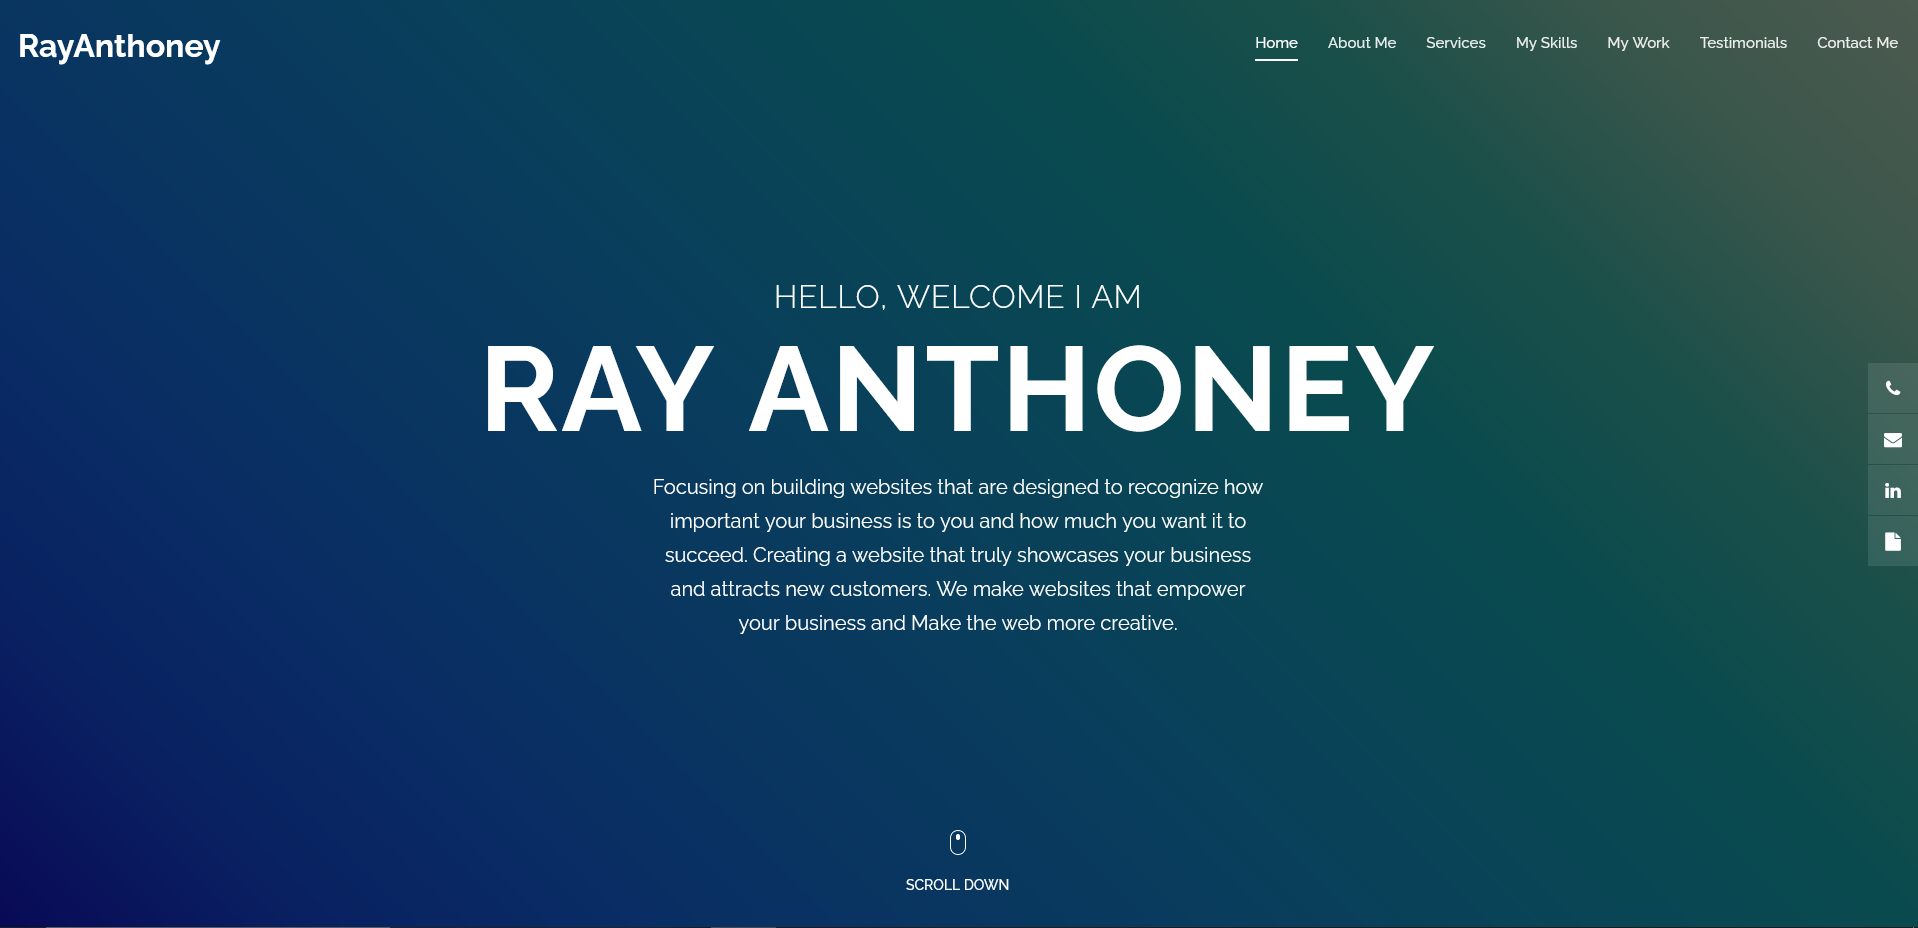 RayAnthoney
Home About Me Services My Skills My Work Testimonials Contact Me
HELLO, WELCOME I AM
RAY ANTHONEY
Focusing on building websites that are designed to recognize how
important your business is to you and how much you want it to
succeed. Creating a website that truly showcases your business
and attracts new customers. We make websites that empower
your business and Make the web more creative.
in
SCROLL DOWN